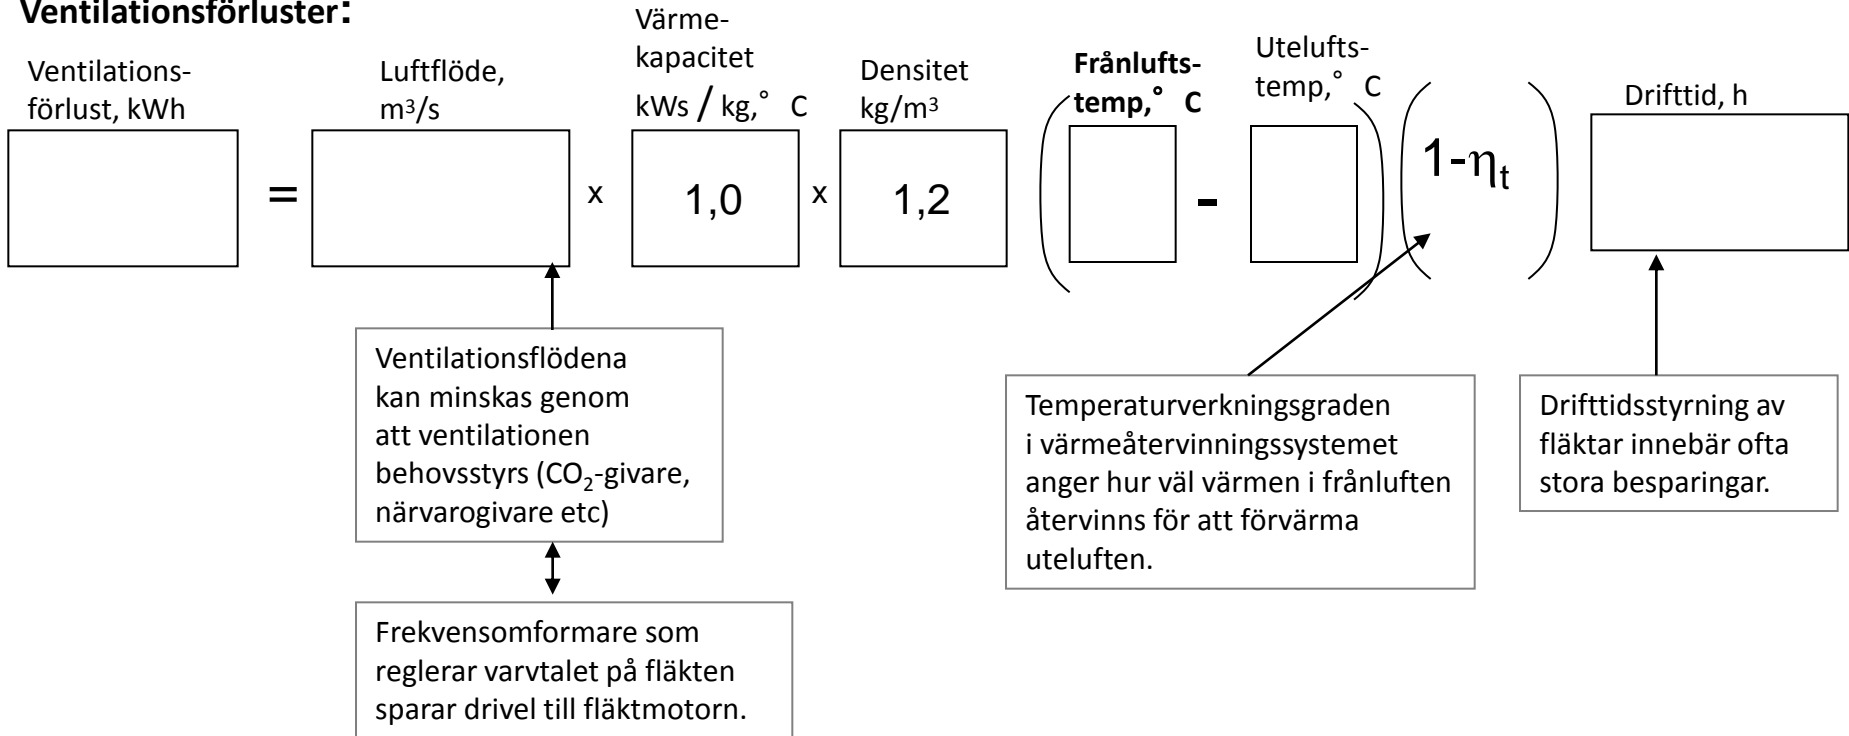 Ventilationsförluster:
Ventilations-
förlust, kWh
=
Luftflöde,
m³/s
x
Värme-
kapacitet
kWs / kg,° C
1,0
x
Densitet
kg/m³
1,2
(
Frånlufts-
temp,° C
-
Utelufts-
temp,° C
)
(1-ηt)
Drifttid, h
Ventilationsflödena
kan minskas genom
att ventilationen
behovsstyrs (CO₂-givare,
närvarogivare etc)
Frekvensomformare som
reglerar varvtalet på fläkten
sparar drivel till fläktmotorn.
Temperaturverkningsgraden
i värmeåtervinningssystemet
anger hur väl värmen i frånluften
återvinns för att förvärma
uteluften.
Drifttidsstyrning av
fläktar innebär ofta
stora besparingar.